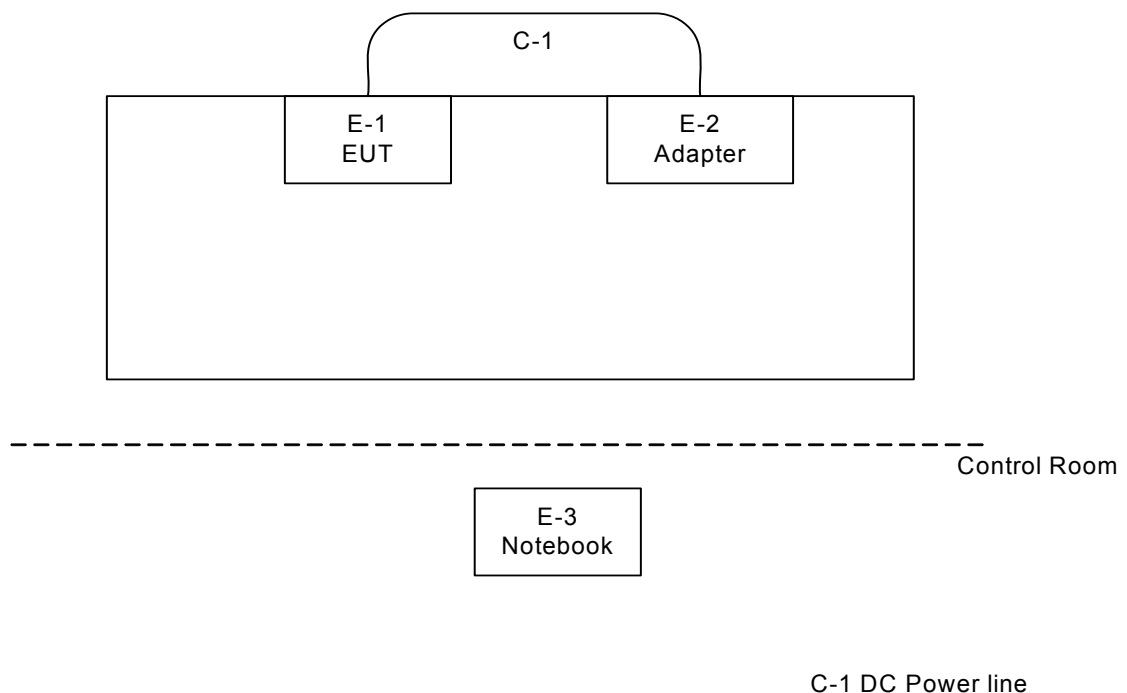 C-1
E-1
EUT
E-2
Adapter
Control Room
E-3
Notebook
C-1 DC Power line